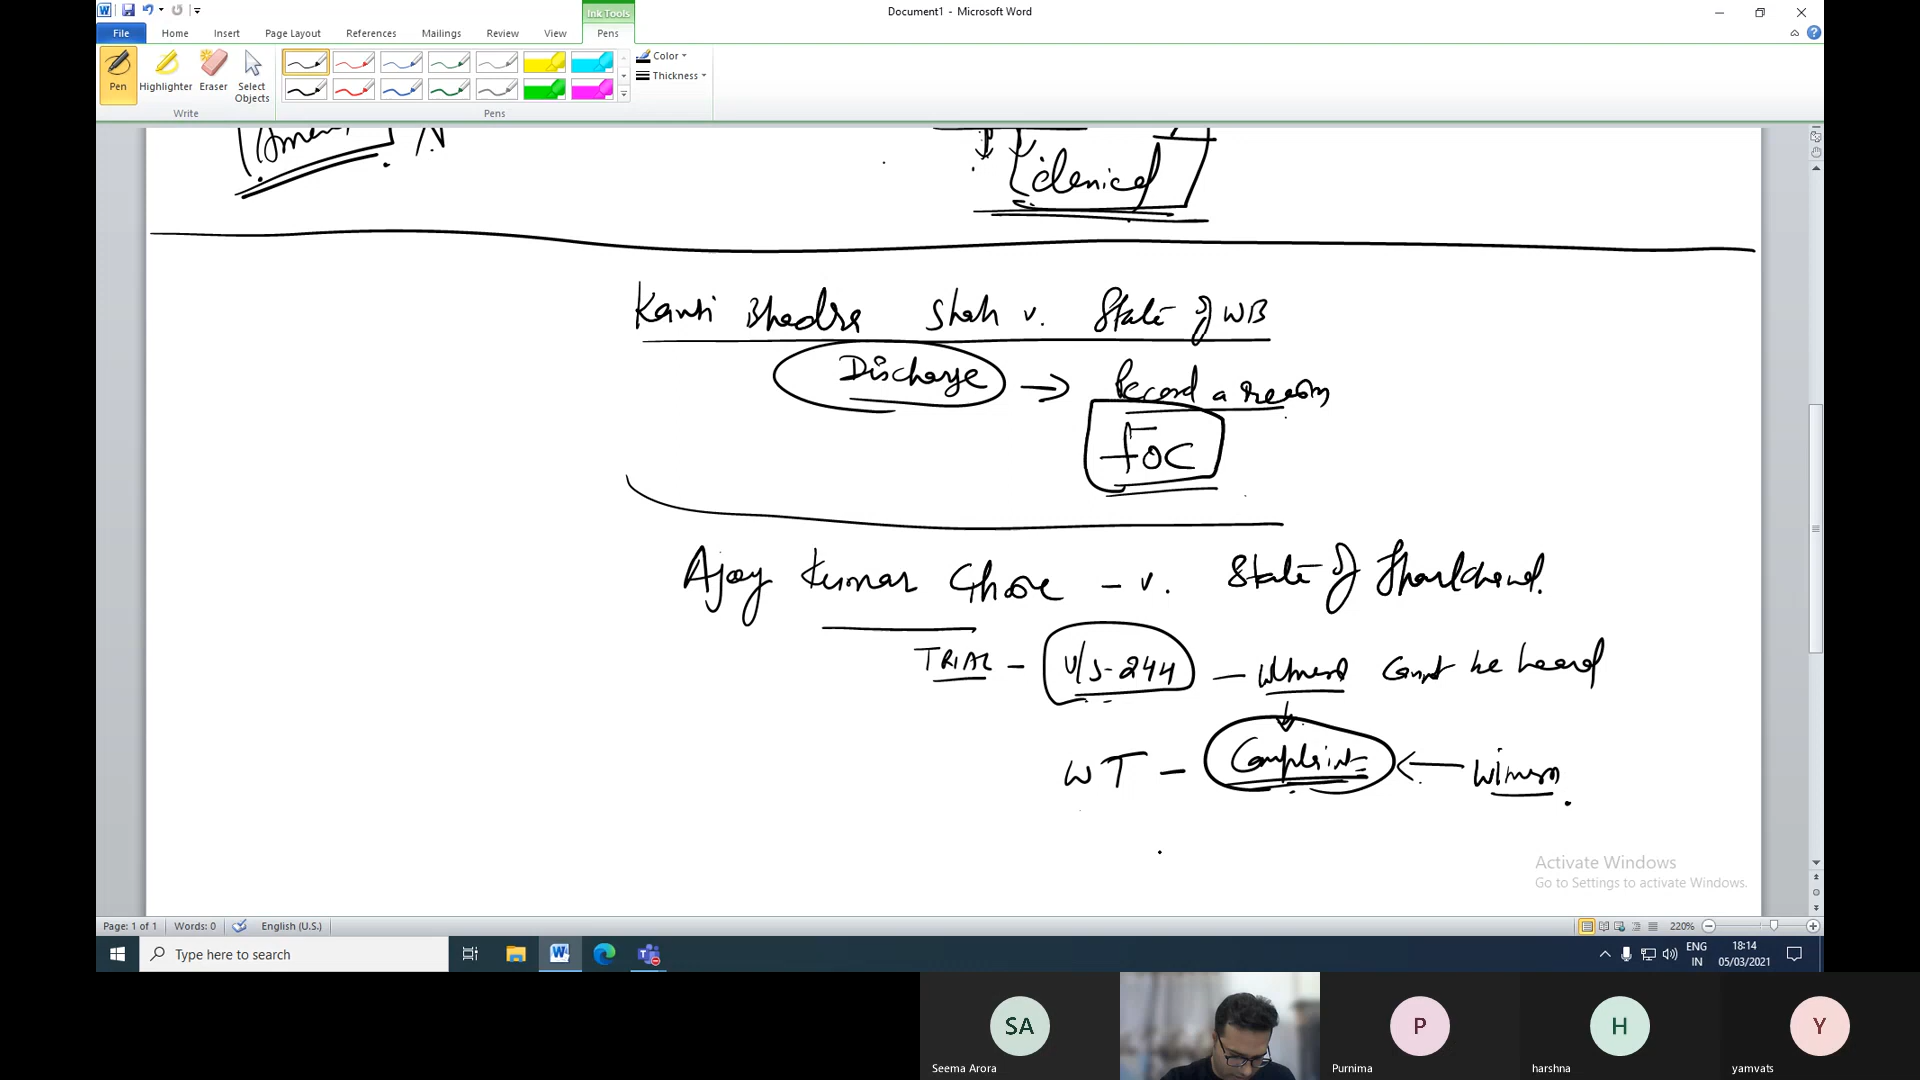 Document1 - Microsoft Word
Ink Tools
File Home Insert Page Layout References Mailings Review View Pens
Pen Highlighter Eraser Select Objects
Color
Thickness
Write Pens
clerical
Kanti Bhadra Shah v. State of WB
Discharge → Record a reason
FOC
Ajoy Kumar Ghose - v. State of Jharkhand.
TRIAL - U/S-244 - Witness Cannot be heard
WT - Complaint ← Witness
Activate Windows
Go to Settings to activate Windows.
Page: 1 of 1 Words: 0 English (U.S.) 220%
Type here to search
ENG 18:14
IN 05/03/2021
SA P H Y
Seema Arora Purnima harshna yamvats